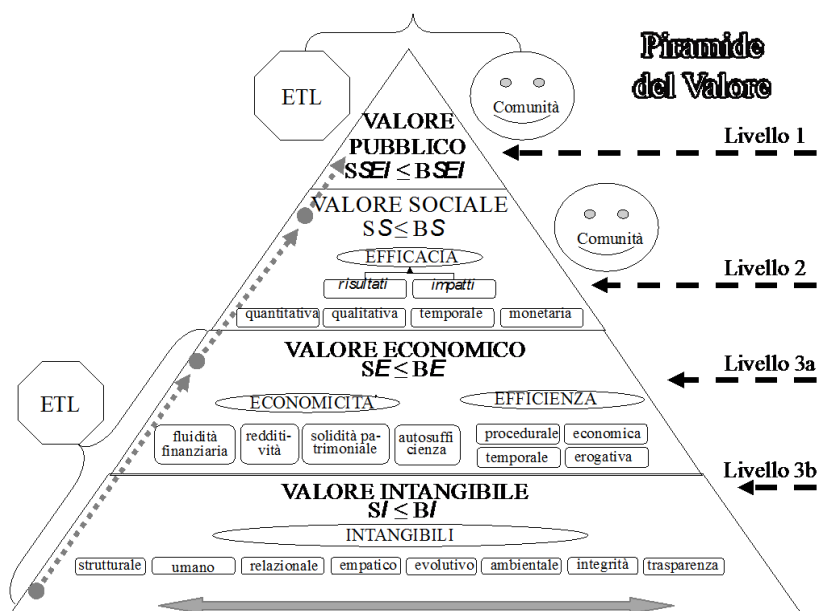 Piramide
del Valore
ETL
Comunità
VALORE
PUBBLICO
SSEI ≤ BSEI
Livello 1
VALORE SOCIALE
SS ≤ BS
Comunità
EFFICACIA
risultati
impatti
quantitativa
qualitativa
temporale
monetaria
Livello 2
VALORE ECONOMICO
SE ≤ BE
Livello 3a
ETL
ECONOMICITA'
EFFICIENZA
fluidità
finanziaria
redditi-
vità
solidità pa-
trimoniale
autosuffi
cienza
procedurale
economica
temporale
erogativa
Livello 3b
VALORE INTANGIBILE
SI ≤ BI
INTANGIBILI
strutturale
umano
relazionale
empatico
evolutivo
ambientale
integrità
trasparenza